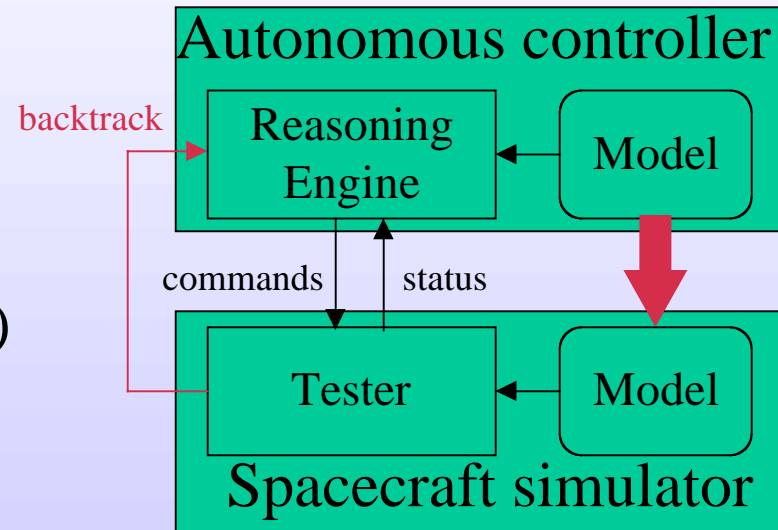 Autonomous controller
backtrack
Reasoning
Engine
Model
commands
status
)
Tester
Model
Spacecraft simulator